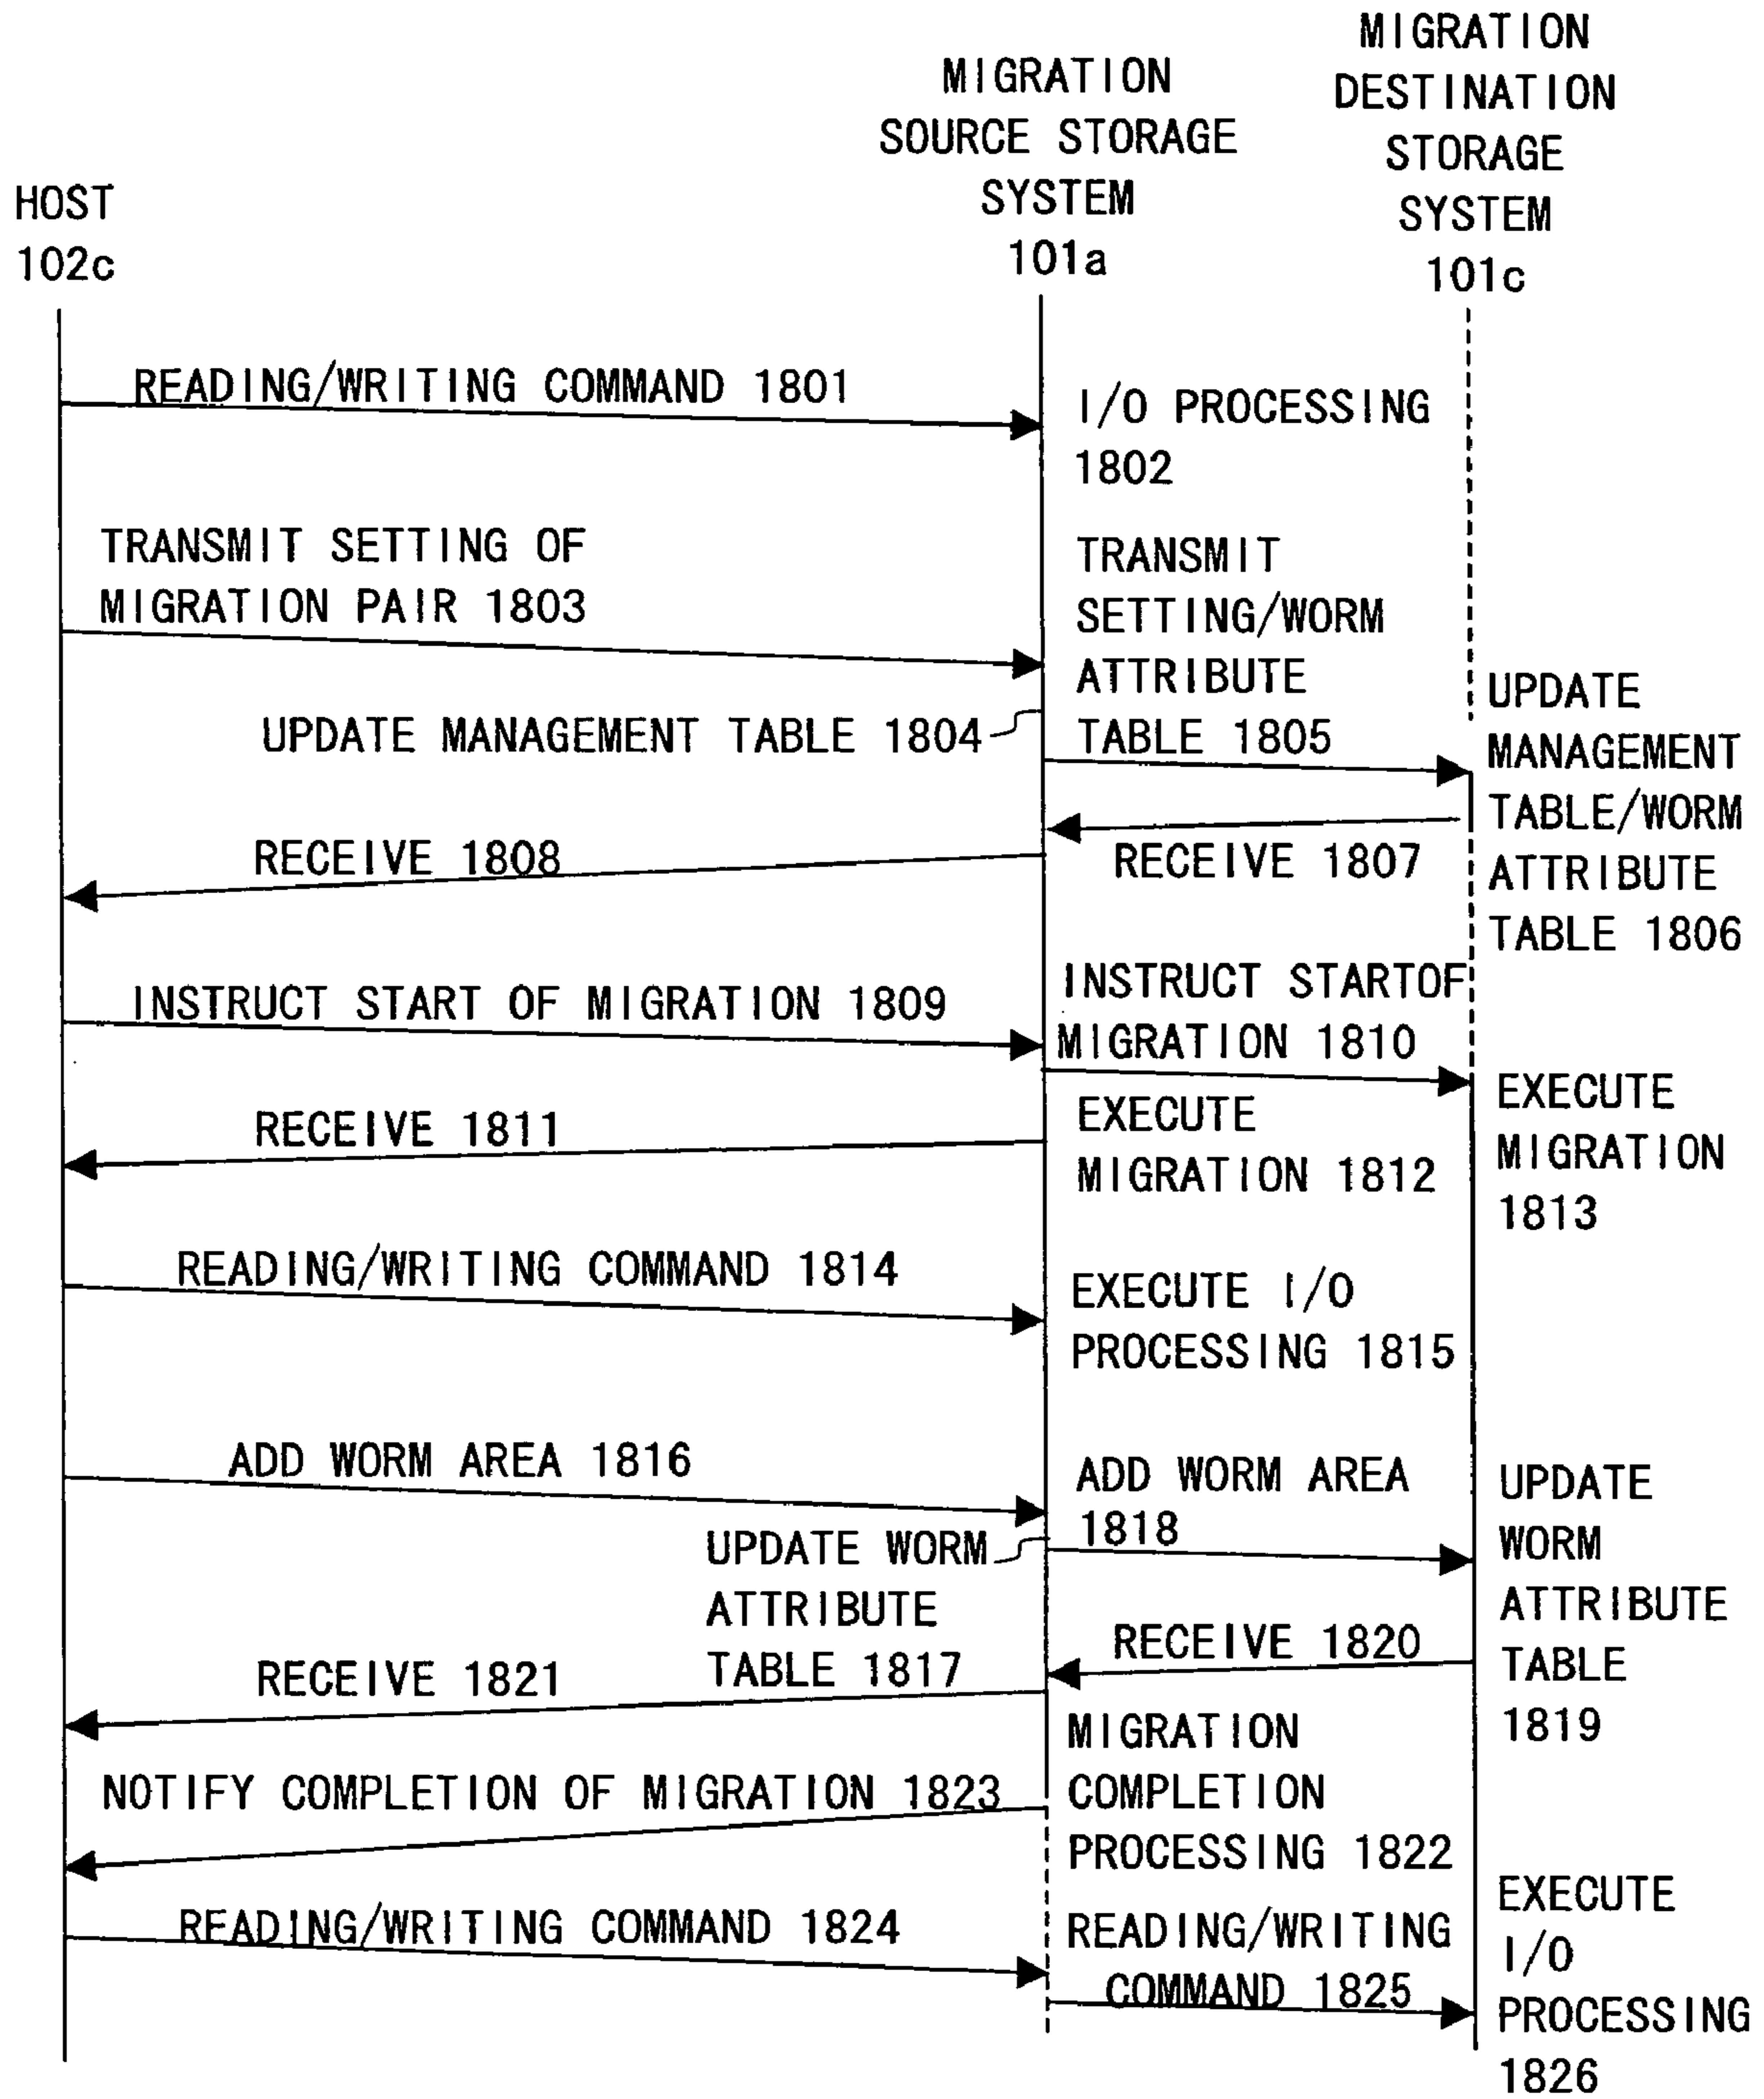 HOST
102c
MIGRATION
SOURCE STORAGE
SYSTEM
101a
MIGRATION
DESTINATION
STORAGE
SYSTEM
101c
READING/WRITING COMMAND 1801
I/O PROCESSING
1802
TRANSMIT SETTING OF
MIGRATION PAIR 1803
UPDATE MANAGEMENT TABLE 1804
TRANSMIT
SETTING/WORM
ATTRIBUTE
TABLE 1805
UPDATE
MANAGEMENT
TABLE/WORM
ATTRIBUTE
TABLE 1806
RECEIVE 1807
RECEIVE 1808
INSTRUCT START OF MIGRATION 1809
INSTRUCT STARTOF
MIGRATION 1810
RECEIVE 1811
EXECUTE
MIGRATION 1812
EXECUTE
MIGRATION
1813
READING/WRITING COMMAND 1814
EXECUTE I/O
PROCESSING 1815
ADD WORM AREA 1816
UPDATE WORM
ATTRIBUTE
TABLE 1817
ADD WORM AREA
1818
UPDATE
WORM
ATTRIBUTE
TABLE
1819
RECEIVE 1820
RECEIVE 1821
MIGRATION
COMPLETION
PROCESSING 1822
NOTIFY COMPLETION OF MIGRATION 1823
READING/WRITING COMMAND 1824
READING/WRITING
COMMAND 1825
EXECUTE
I/O
PROCESSING
1826